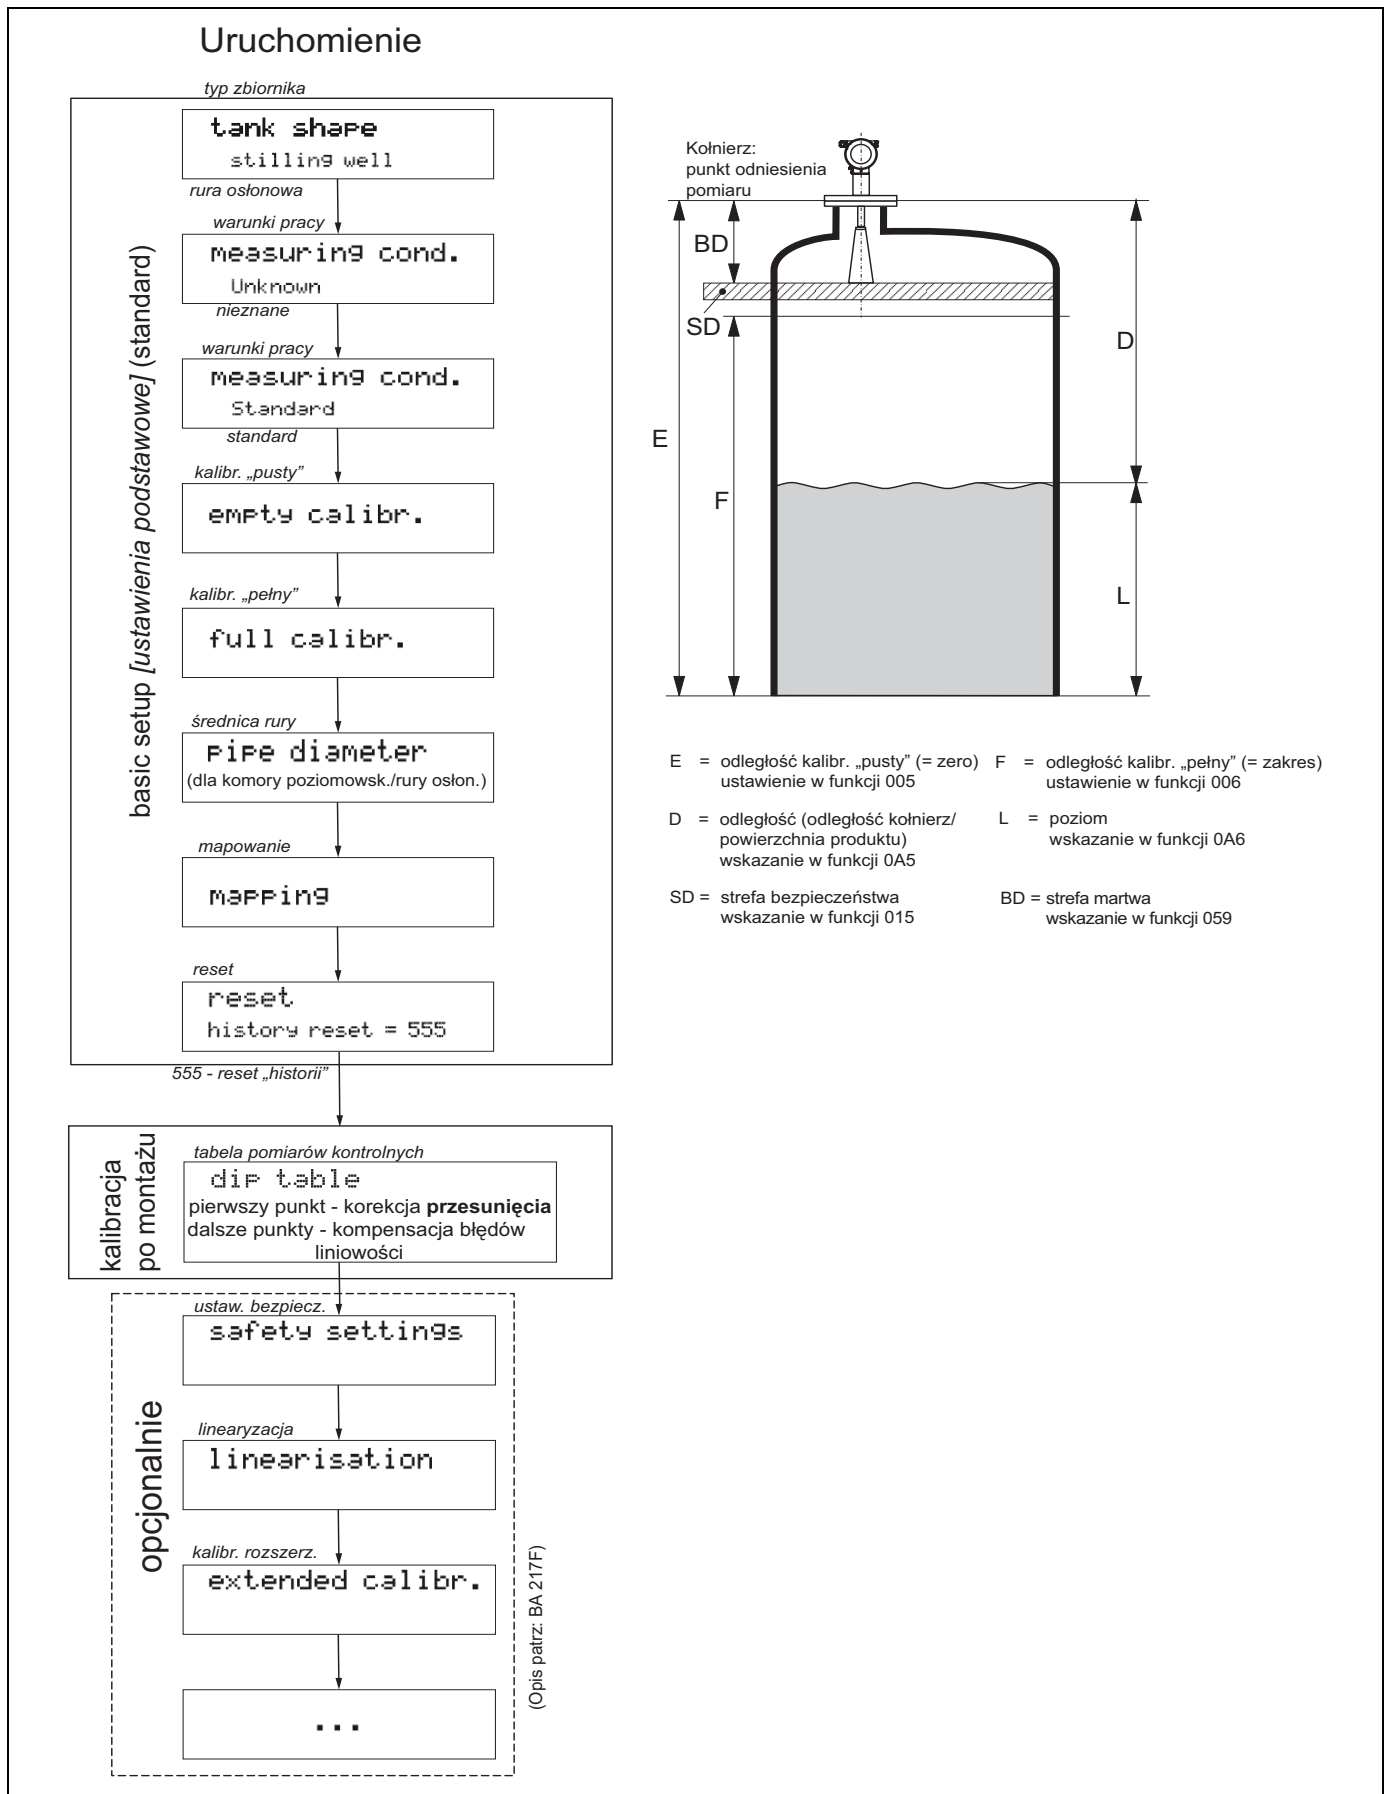 Uruchomienie
typ zbiornika
tank shape
stilling well
rura osłonowa
warunki pracy
measuring cond.
Unknown
nieznane
warunki pracy
measuring cond.
Standard
standard
kalibr. „pusty”
empty calibr.
kalibr. „pełny”
full calibr.
średnica rury
pipe diameter
(dla komory poziomowsk./rury osłon.)
mapowanie
mapping
reset
reset
history reset = 555
555 - reset „historii”
basic setup [ustawienia podstawowe] (standard)
kalibracja
po montażu
tabela pomiarów kontrolnych
dip table
pierwszy punkt - korekcja przesunięcia
dalsze punkty - kompensacja błędów
liniowości
opcjonalnie
ustaw. bezpiecz.
safety settings
linearyzacja
linearisation
kalibr. rozszerz.
extended calibr.
...
(Opis patrz: BA 217F)
Kołnierz:
punkt odniesienia
pomiaru
BD
SD
D
E
F
L
E = odległość kalibr. „pusty” (= zero)
ustawienie w funkcji 005
F = odległość kalibr. „pełny” (= zakres)
ustawienie w funkcji 006
D = odległość (odległość kołnierz/
powierzchnia produktu)
wskazanie w funkcji 0A5
L = poziom
wskazanie w funkcji 0A6
SD = strefa bezpieczeństwa
wskazanie w funkcji 015
BD = strefa martwa
wskazanie w funkcji 059